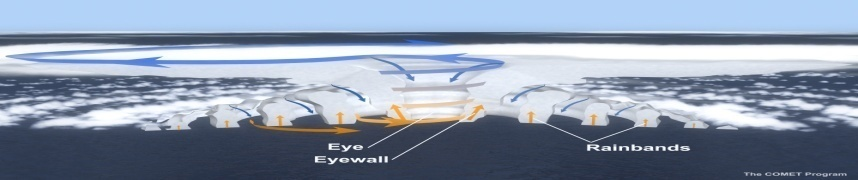 Eye
Eyewall
Rainbands
The COMET Program